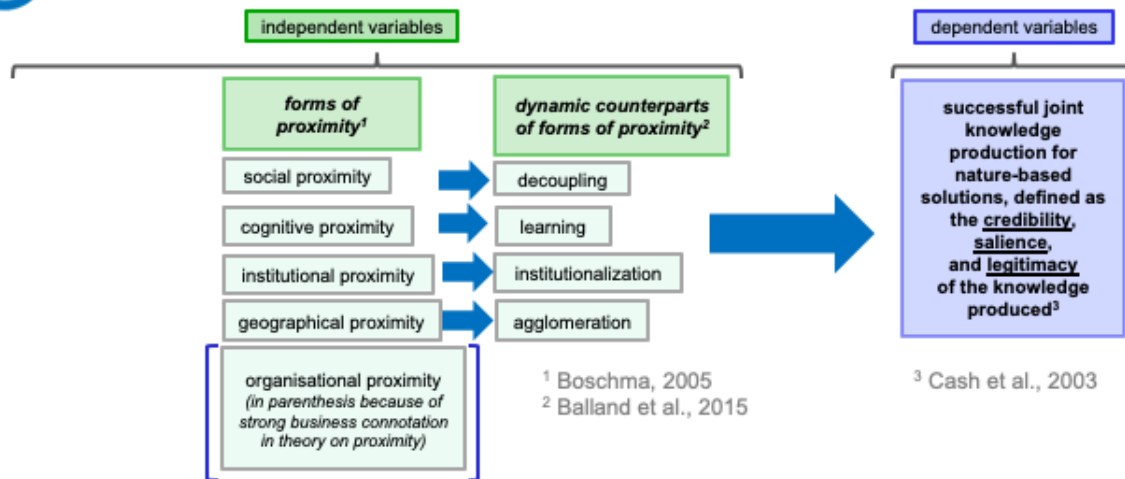 independent variables
dependent variables
forms of
proximity¹
dynamic counterparts
of forms of proximity²
social proximity
decoupling
cognitive proximity
learning
institutional proximity
institutionalization
geographical proximity
agglomeration
organisational proximity
(in parenthesis because of
strong business connotation
in theory on proximity)
¹ Boschma, 2005
² Balland et al., 2015
successful joint
knowledge
production for
nature-based
solutions, defined as
the credibility,
salience,
and legitimacy
of the knowledge
produced³
³ Cash et al., 2003